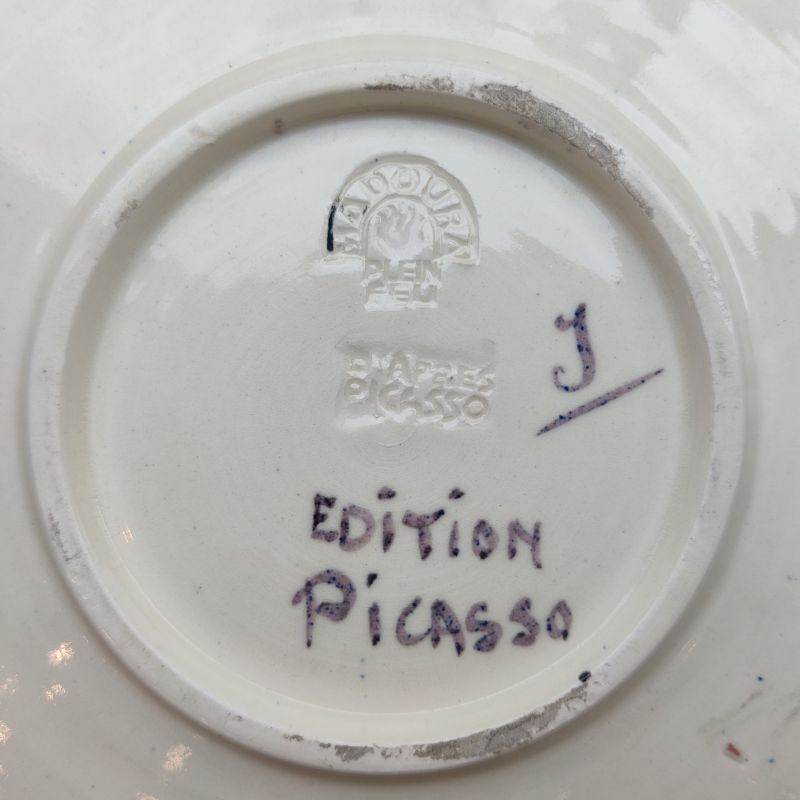 MADOURA
PLEIN
FEU
D'APRES
PICASSO
J
EDiTiON
PiCASSO